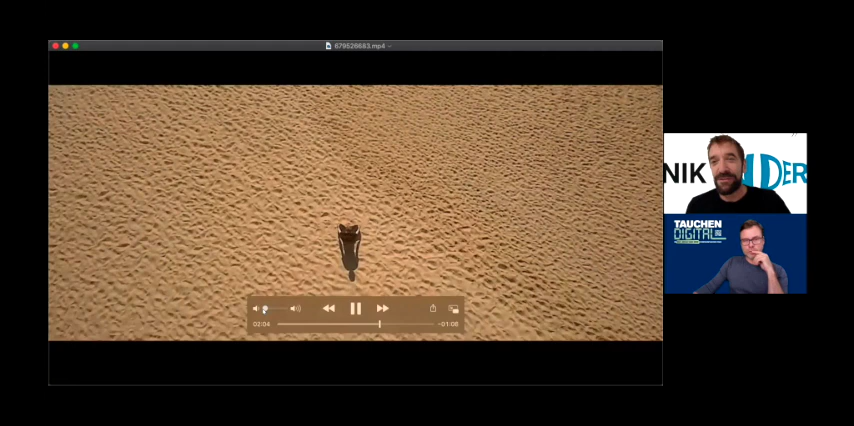 679526683.mp4
02:04
-01:08
NIK
DER
TAUCHEN
DIGITAL